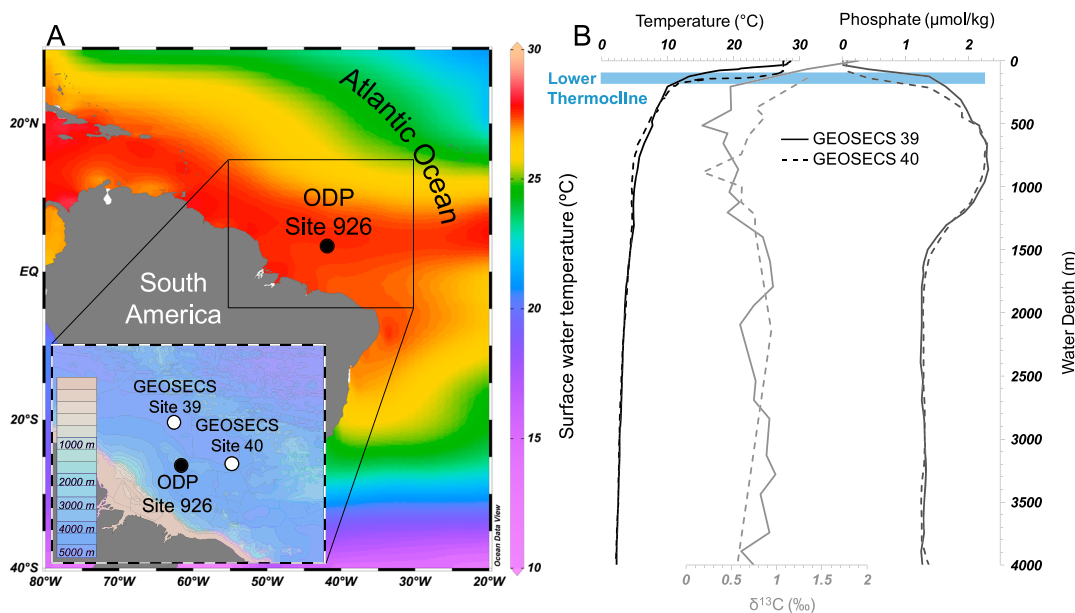 A
Atlantic Ocean
ODP
Site 926
South
America
20°N
EQ
20°S
40°S
80°W
70°W
60°W
50°W
40°W
30°W
20°W
GEOSECS
Site 39
GEOSECS
Site 40
ODP
Site 926
1000 m
2000 m
3000 m
4000 m
5000 m
Ocean Data View
30
25
20
15
10
Surface water temperature (°C)
B
Temperature (°C)
0 10 20 30
Phosphate (µmol/kg)
0 1 2
Lower
Thermocline
GEOSECS 39
GEOSECS 40
0
500
1000
1500
2000
2500
3000
3500
4000
Water Depth (m)
0 0.5 1 1.5 2
δ13C (‰)